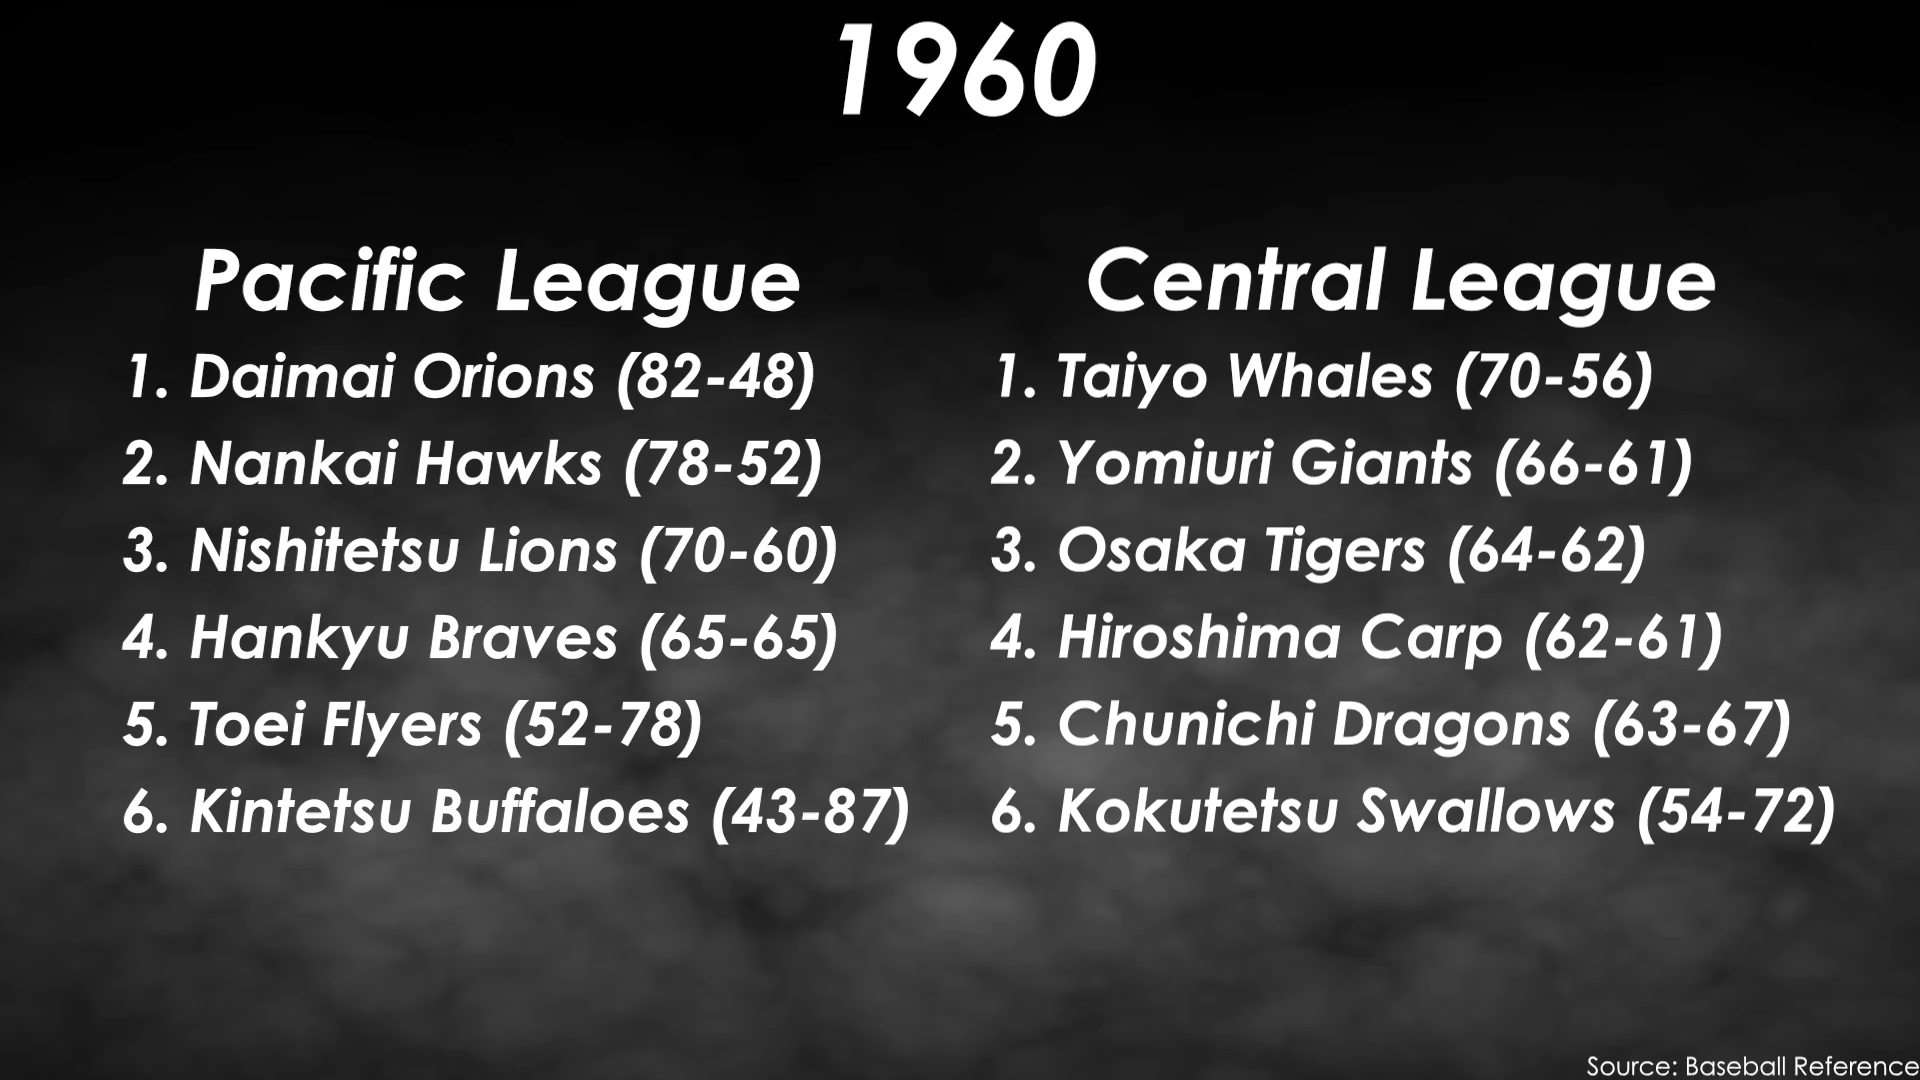 1960
Pacific League
1. Daimai Orions (82-48)
2. Nankai Hawks (78-52)
3. Nishitetsu Lions (70-60)
4. Hankyu Braves (65-65)
5. Toei Flyers (52-78)
6. Kintetsu Buffaloes (43-87)
Central League
1. Taiyo Whales (70-56)
2. Yomiuri Giants (66-61)
3. Osaka Tigers (64-62)
4. Hiroshima Carp (62-61)
5. Chunichi Dragons (63-67)
6. Kokutetsu Swallows (54-72)
Source: Baseball Reference